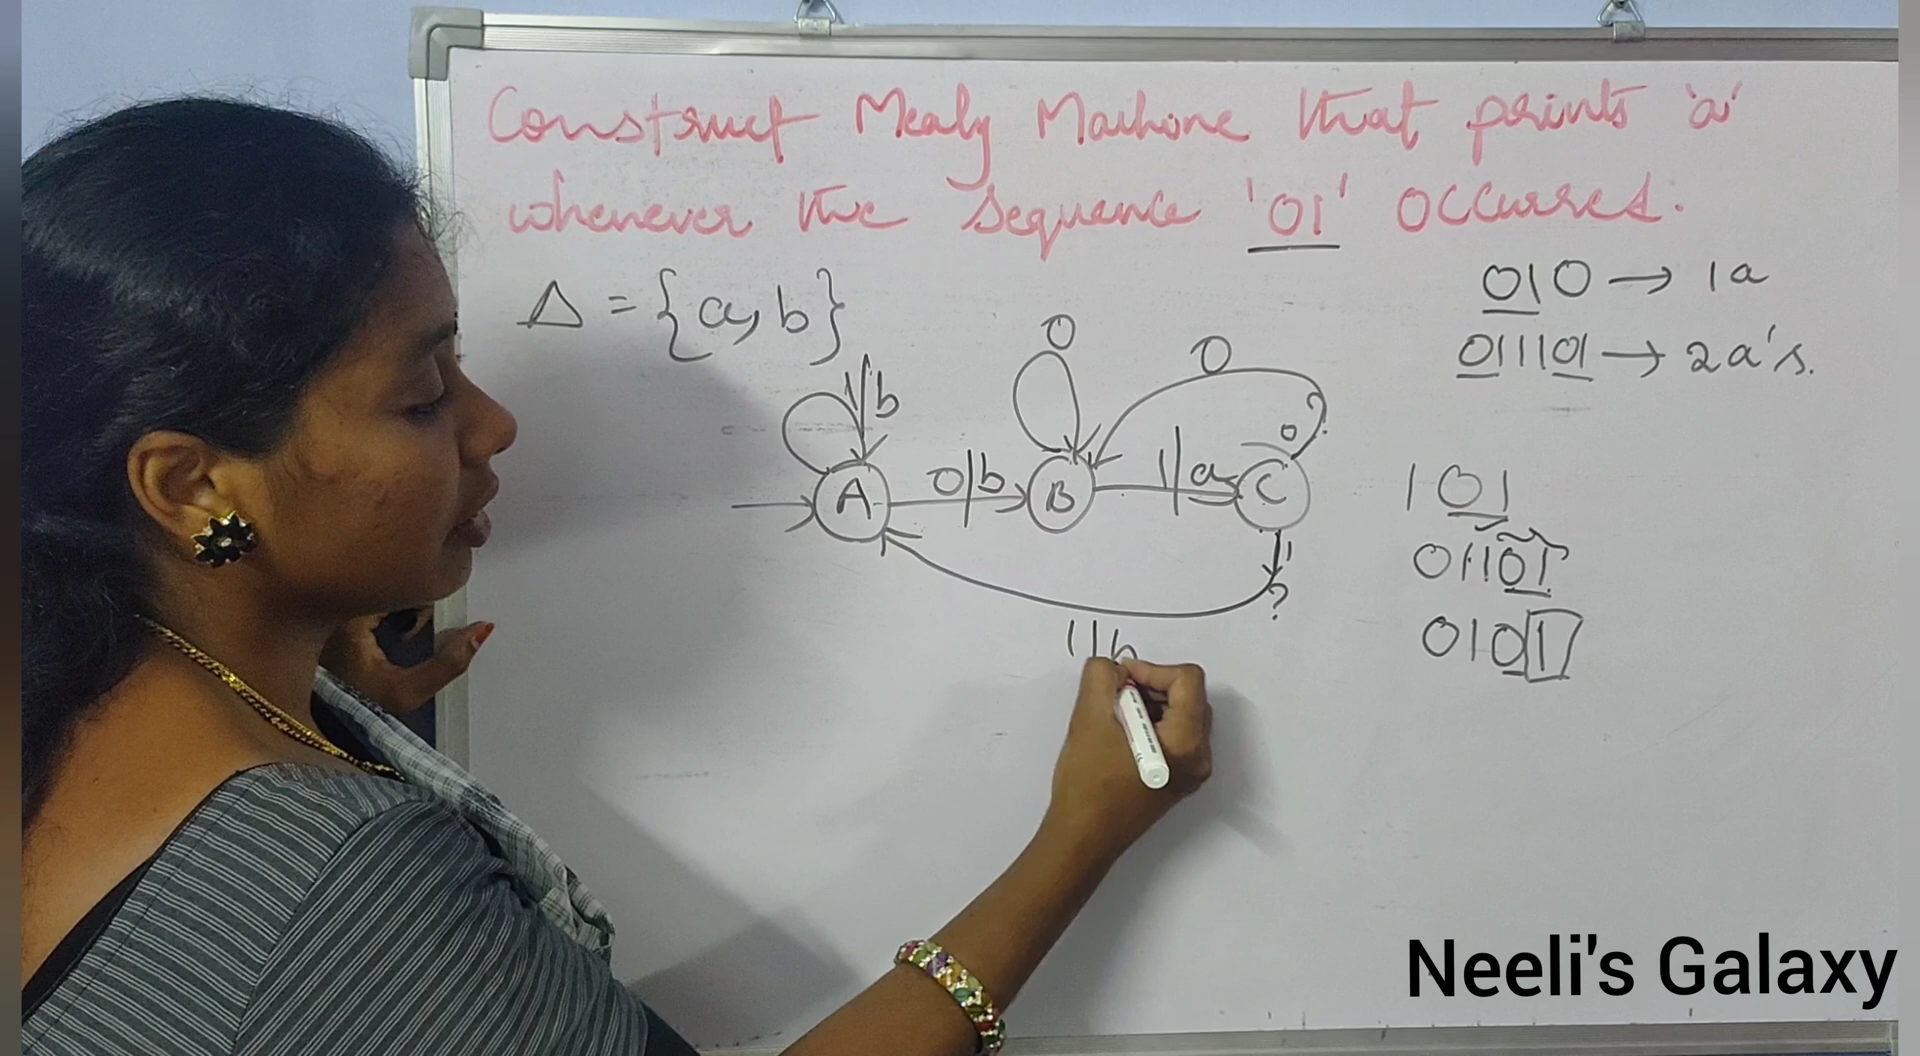 Construct Mealy Machine that prints 'a'
whenever the sequence '01' occurres.
Δ = {a, b}
010 → 1a
01101 → 2a's.
0
0
1/b
0
A
0/b
B
1/a
C
1
?
?
1/b
101
01101
0101
Neeli's Galaxy